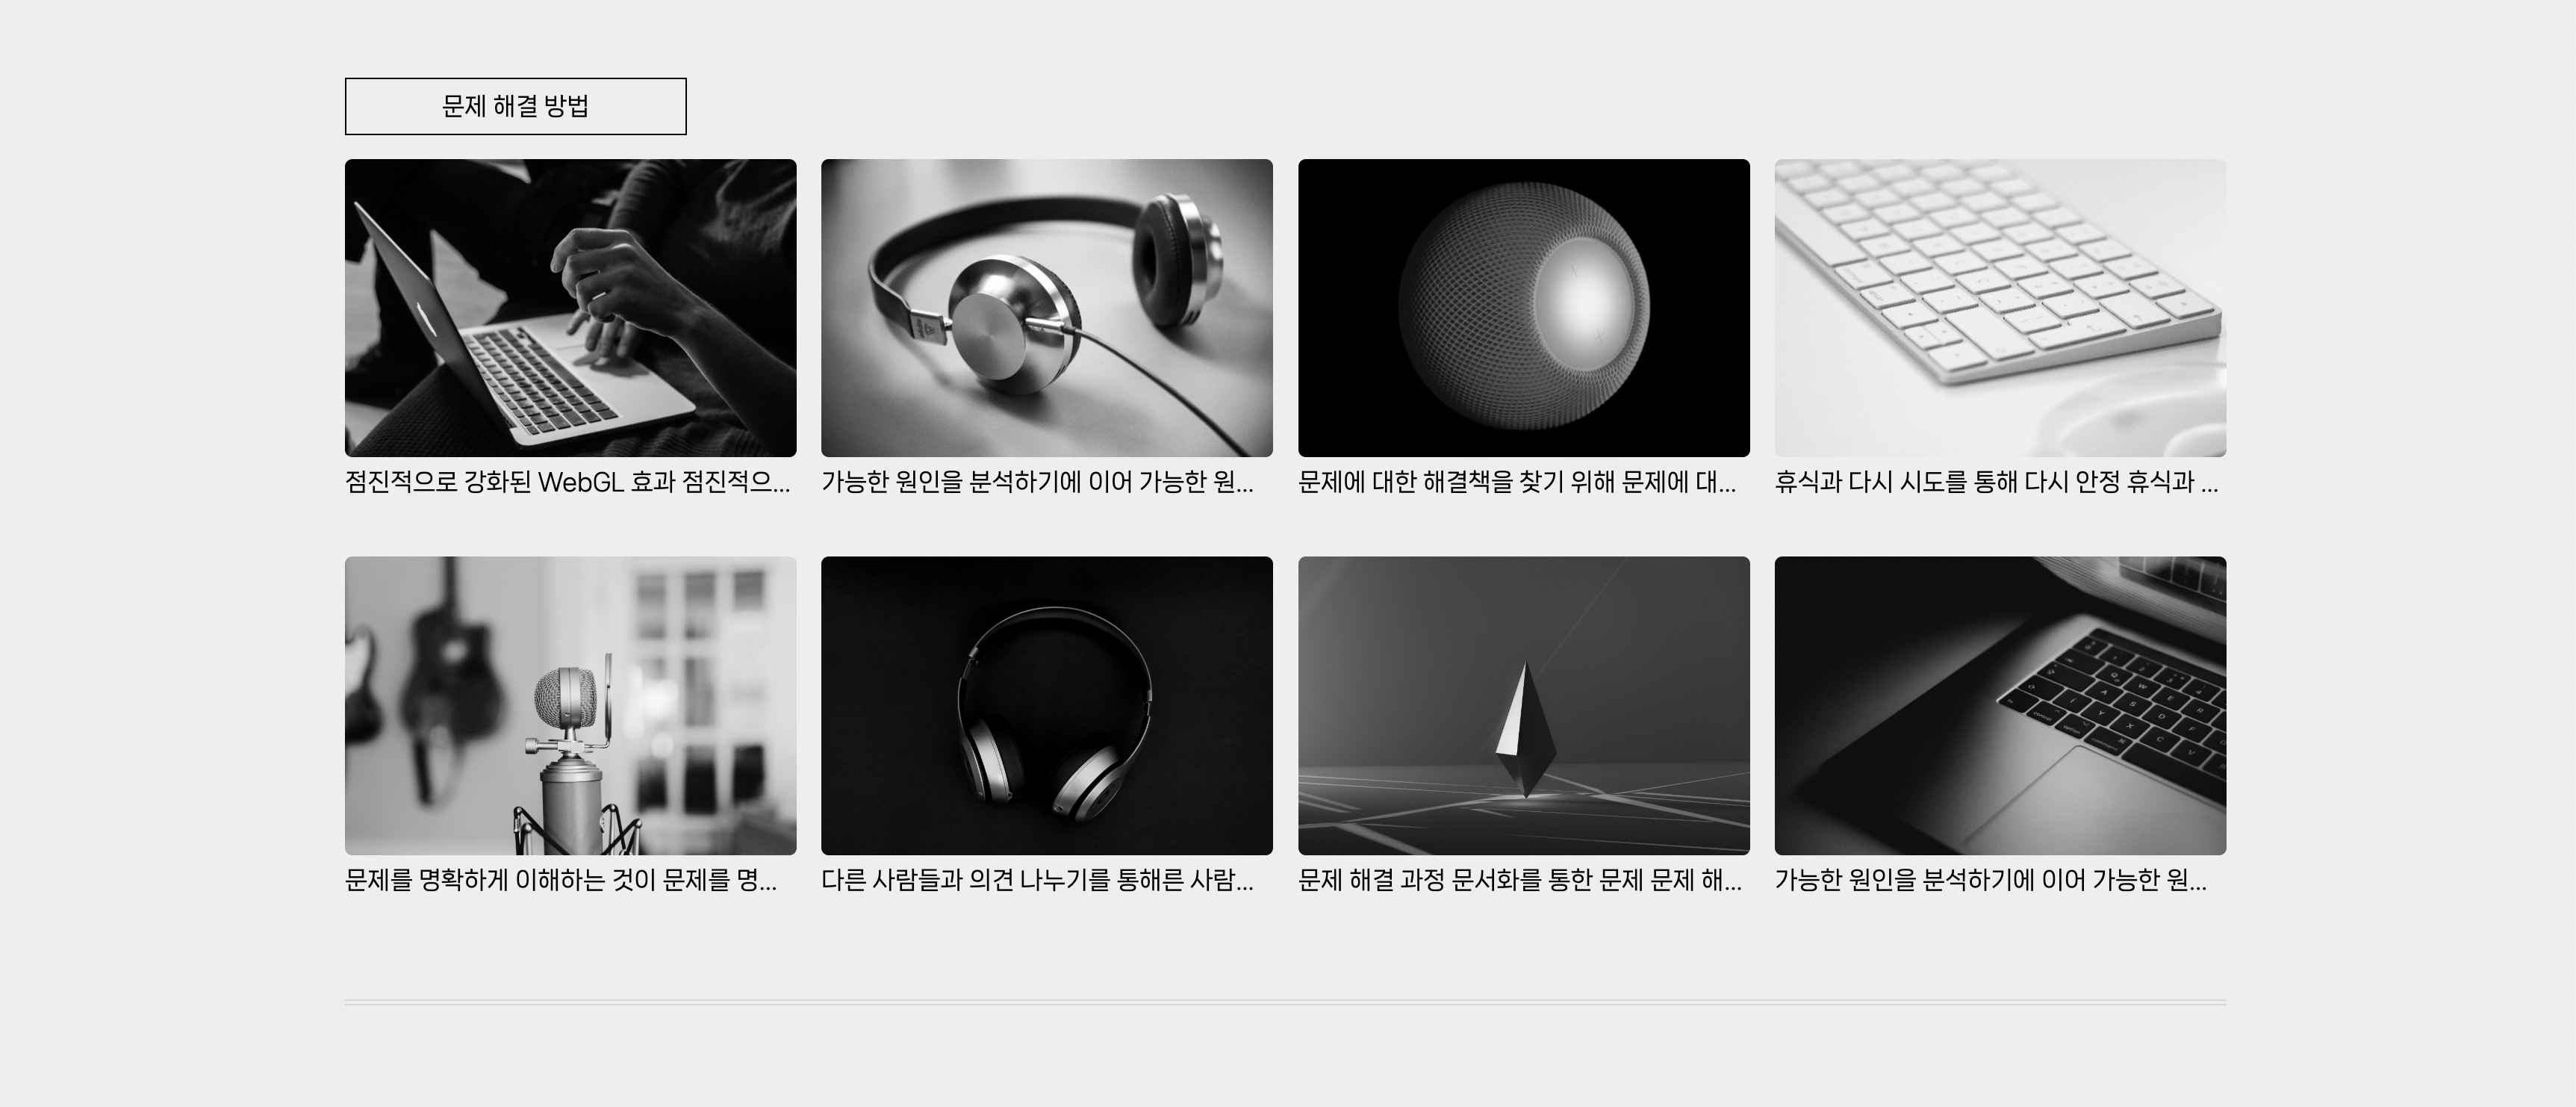 문제 해결 방법
점진적으로 강화된 WebGL 효과 점진적으...
가능한 원인을 분석하기에 이어 가능한 원...
문제에 대한 해결책을 찾기 위해 문제에 대...
휴식과 다시 시도를 통해 다시 안정 휴식과 ...
문제를 명확하게 이해하는 것이 문제를 명...
다른 사람들과 의견 나누기를 통해른 사람...
문제 해결 과정 문서화를 통한 문제 문제 해...
가능한 원인을 분석하기에 이어 가능한 원...